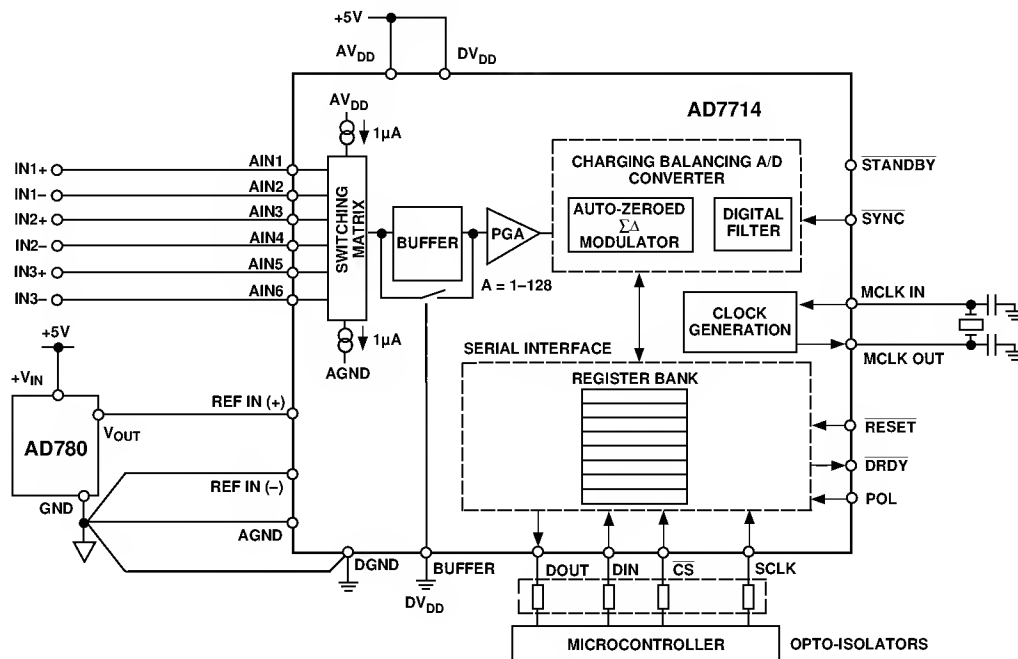 +5V
AVDD
DVDD
AD7714
AVDD
1µA
IN1+
IN1−
IN2+
IN2−
IN3+
IN3−
AIN1
AIN2
AIN3
AIN4
AIN5
AIN6
SWITCHING
MATRIX
BUFFER
PGA
A = 1–128
CHARGING BALANCING A/D
CONVERTER
AUTO-ZEROED
ΣΔ
MODULATOR
DIGITAL
FILTER
STANDBY
SYNC
1µA
AGND
CLOCK
GENERATION
MCLK IN
MCLK OUT
SERIAL INTERFACE
REGISTER BANK
RESET
DRDY
POL
+5V
+VIN
AD780
VOUT
GND
REF IN (+)
REF IN (−)
AGND
DGND
BUFFER
DVDD
DOUT
DIN
CS
SCLK
MICROCONTROLLER
OPTO-ISOLATORS